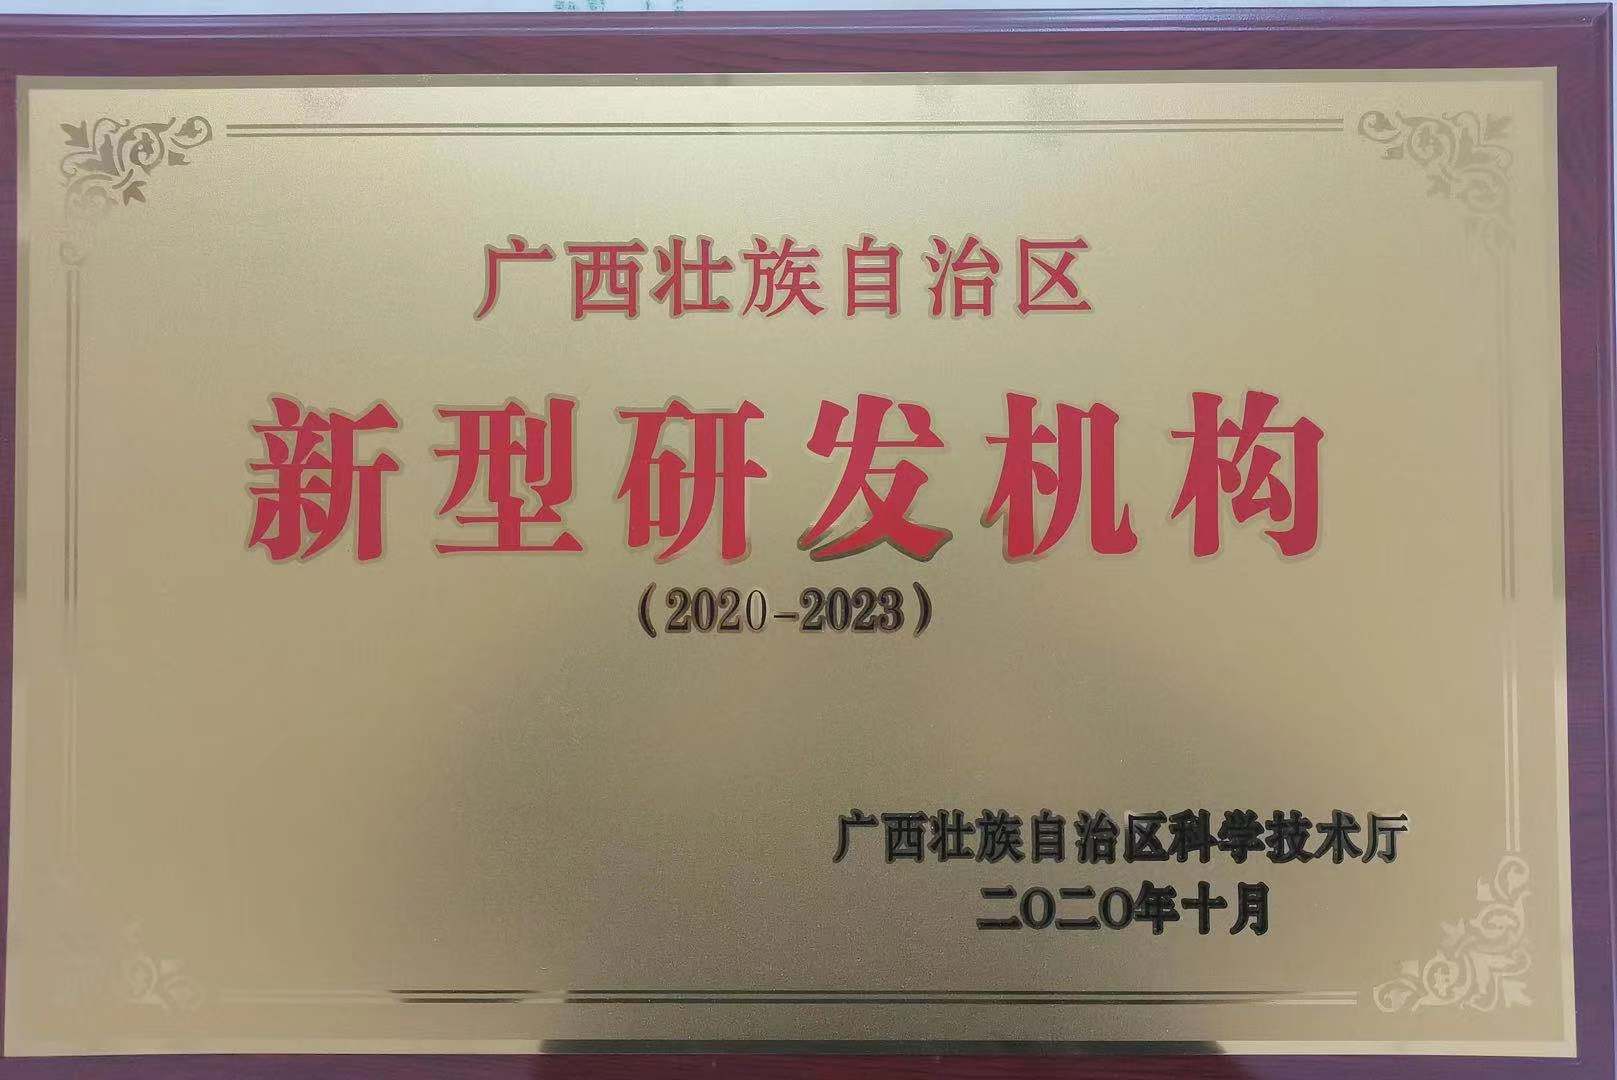 广西壮族自治区
新型研发机构
(2020-2023)
广西壮族自治区科学技术厅
二〇二〇年十月